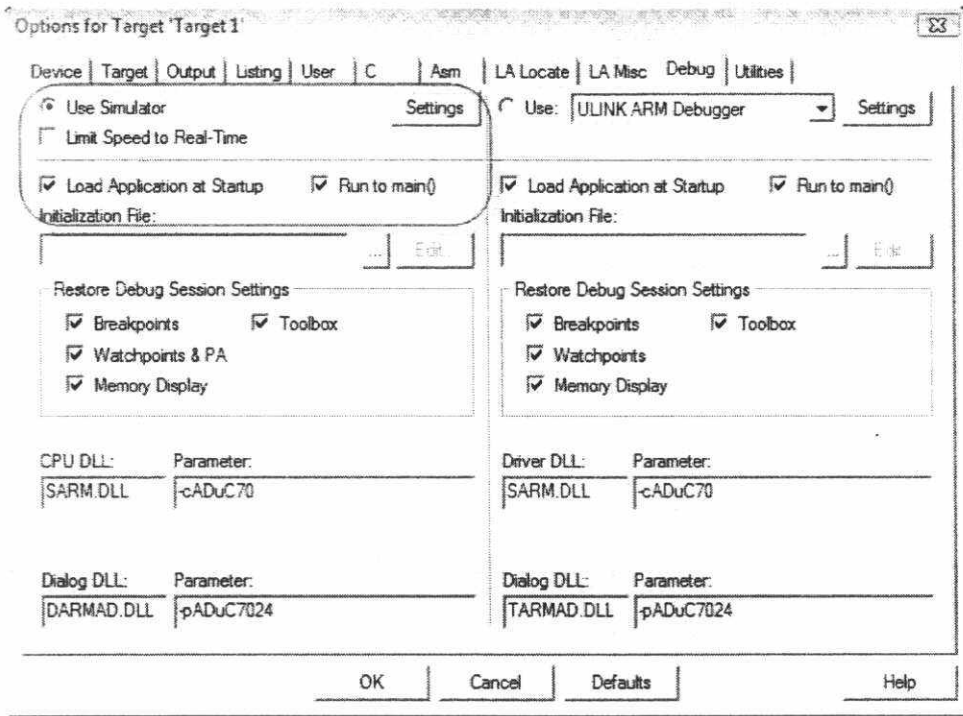 Options for Target 'Target 1'
Device Target Output Listing User C Asm LA Locate LA Misc Debug Utilities
Use Simulator Settings Use: ULINK ARM Debugger Settings
Limit Speed to Real-Time
Load Application at Startup Run to main() Load Application at Startup Run to main()
Initialization File: Initialization File:
... Edit... ... Edit
Restore Debug Session Settings Restore Debug Session Settings
Breakpoints Toolbox Breakpoints Toolbox
Watchpoints & PA Watchpoints
Memory Display Memory Display
CPU DLL: Parameter: Driver DLL: Parameter:
SARM.DLL -cADuC70 SARM.DLL -cADuC70
Dialog DLL: Parameter: Dialog DLL: Parameter:
DARMAD.DLL -pADuC7024 TARMAD.DLL -pADuC7024
OK Cancel Defaults Help